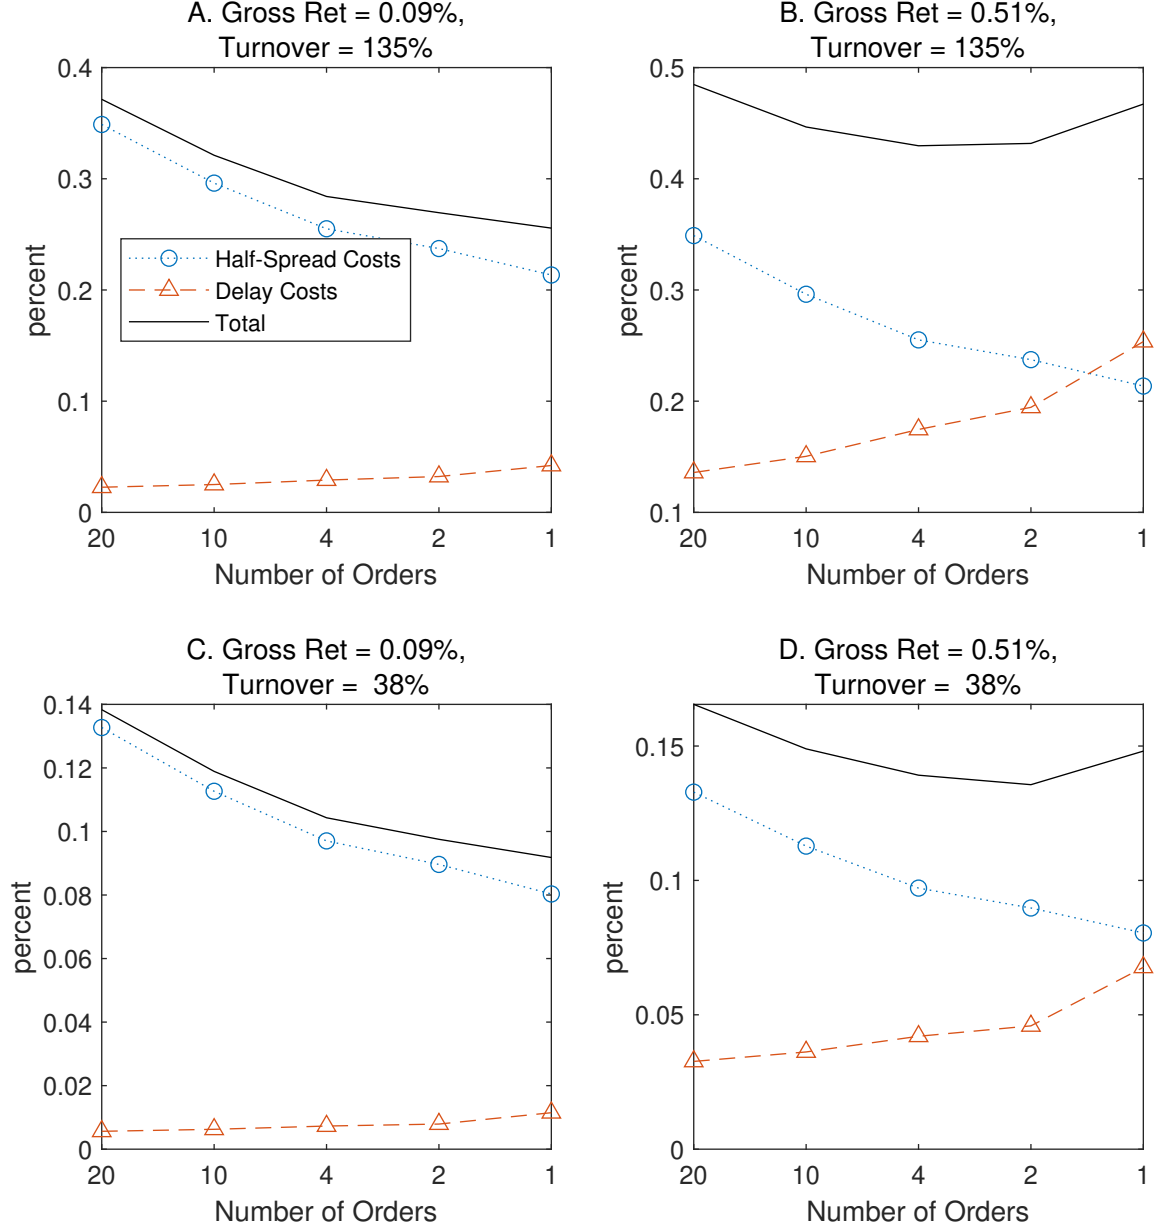 A. Gross Ret = 0.09%,
Turnover = 135%
0.4
0.3
0.2
0.1
0
percent
Half-Spread Costs
Delay Costs
Total
20 10 4 2 1
Number of Orders
B. Gross Ret = 0.51%,
Turnover = 135%
0.5
0.4
0.3
0.2
0.1
percent
20 10 4 2 1
Number of Orders
C. Gross Ret = 0.09%,
Turnover = 38%
0.14
0.12
0.1
0.08
0.06
0.04
0.02
0
percent
20 10 4 2 1
Number of Orders
D. Gross Ret = 0.51%,
Turnover = 38%
0.15
0.1
0.05
0
percent
20 10 4 2 1
Number of Orders